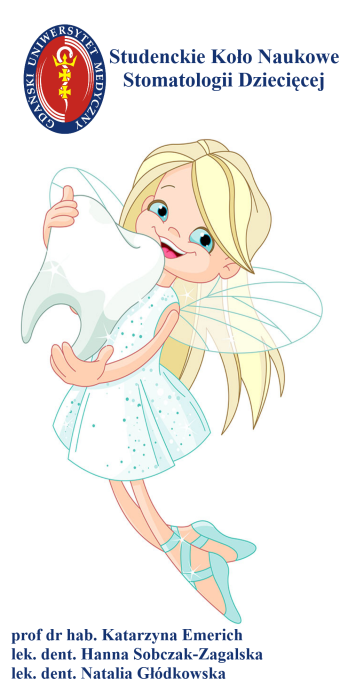 GDAŃSKI UNIWERSYTET MEDYCZNY
Studenckie Koło Naukowe
Stomatologii Dziecięcej
prof dr hab. Katarzyna Emerich
lek. dent. Hanna Sobczak-Zagalska
lek. dent. Natalia Głódkowska